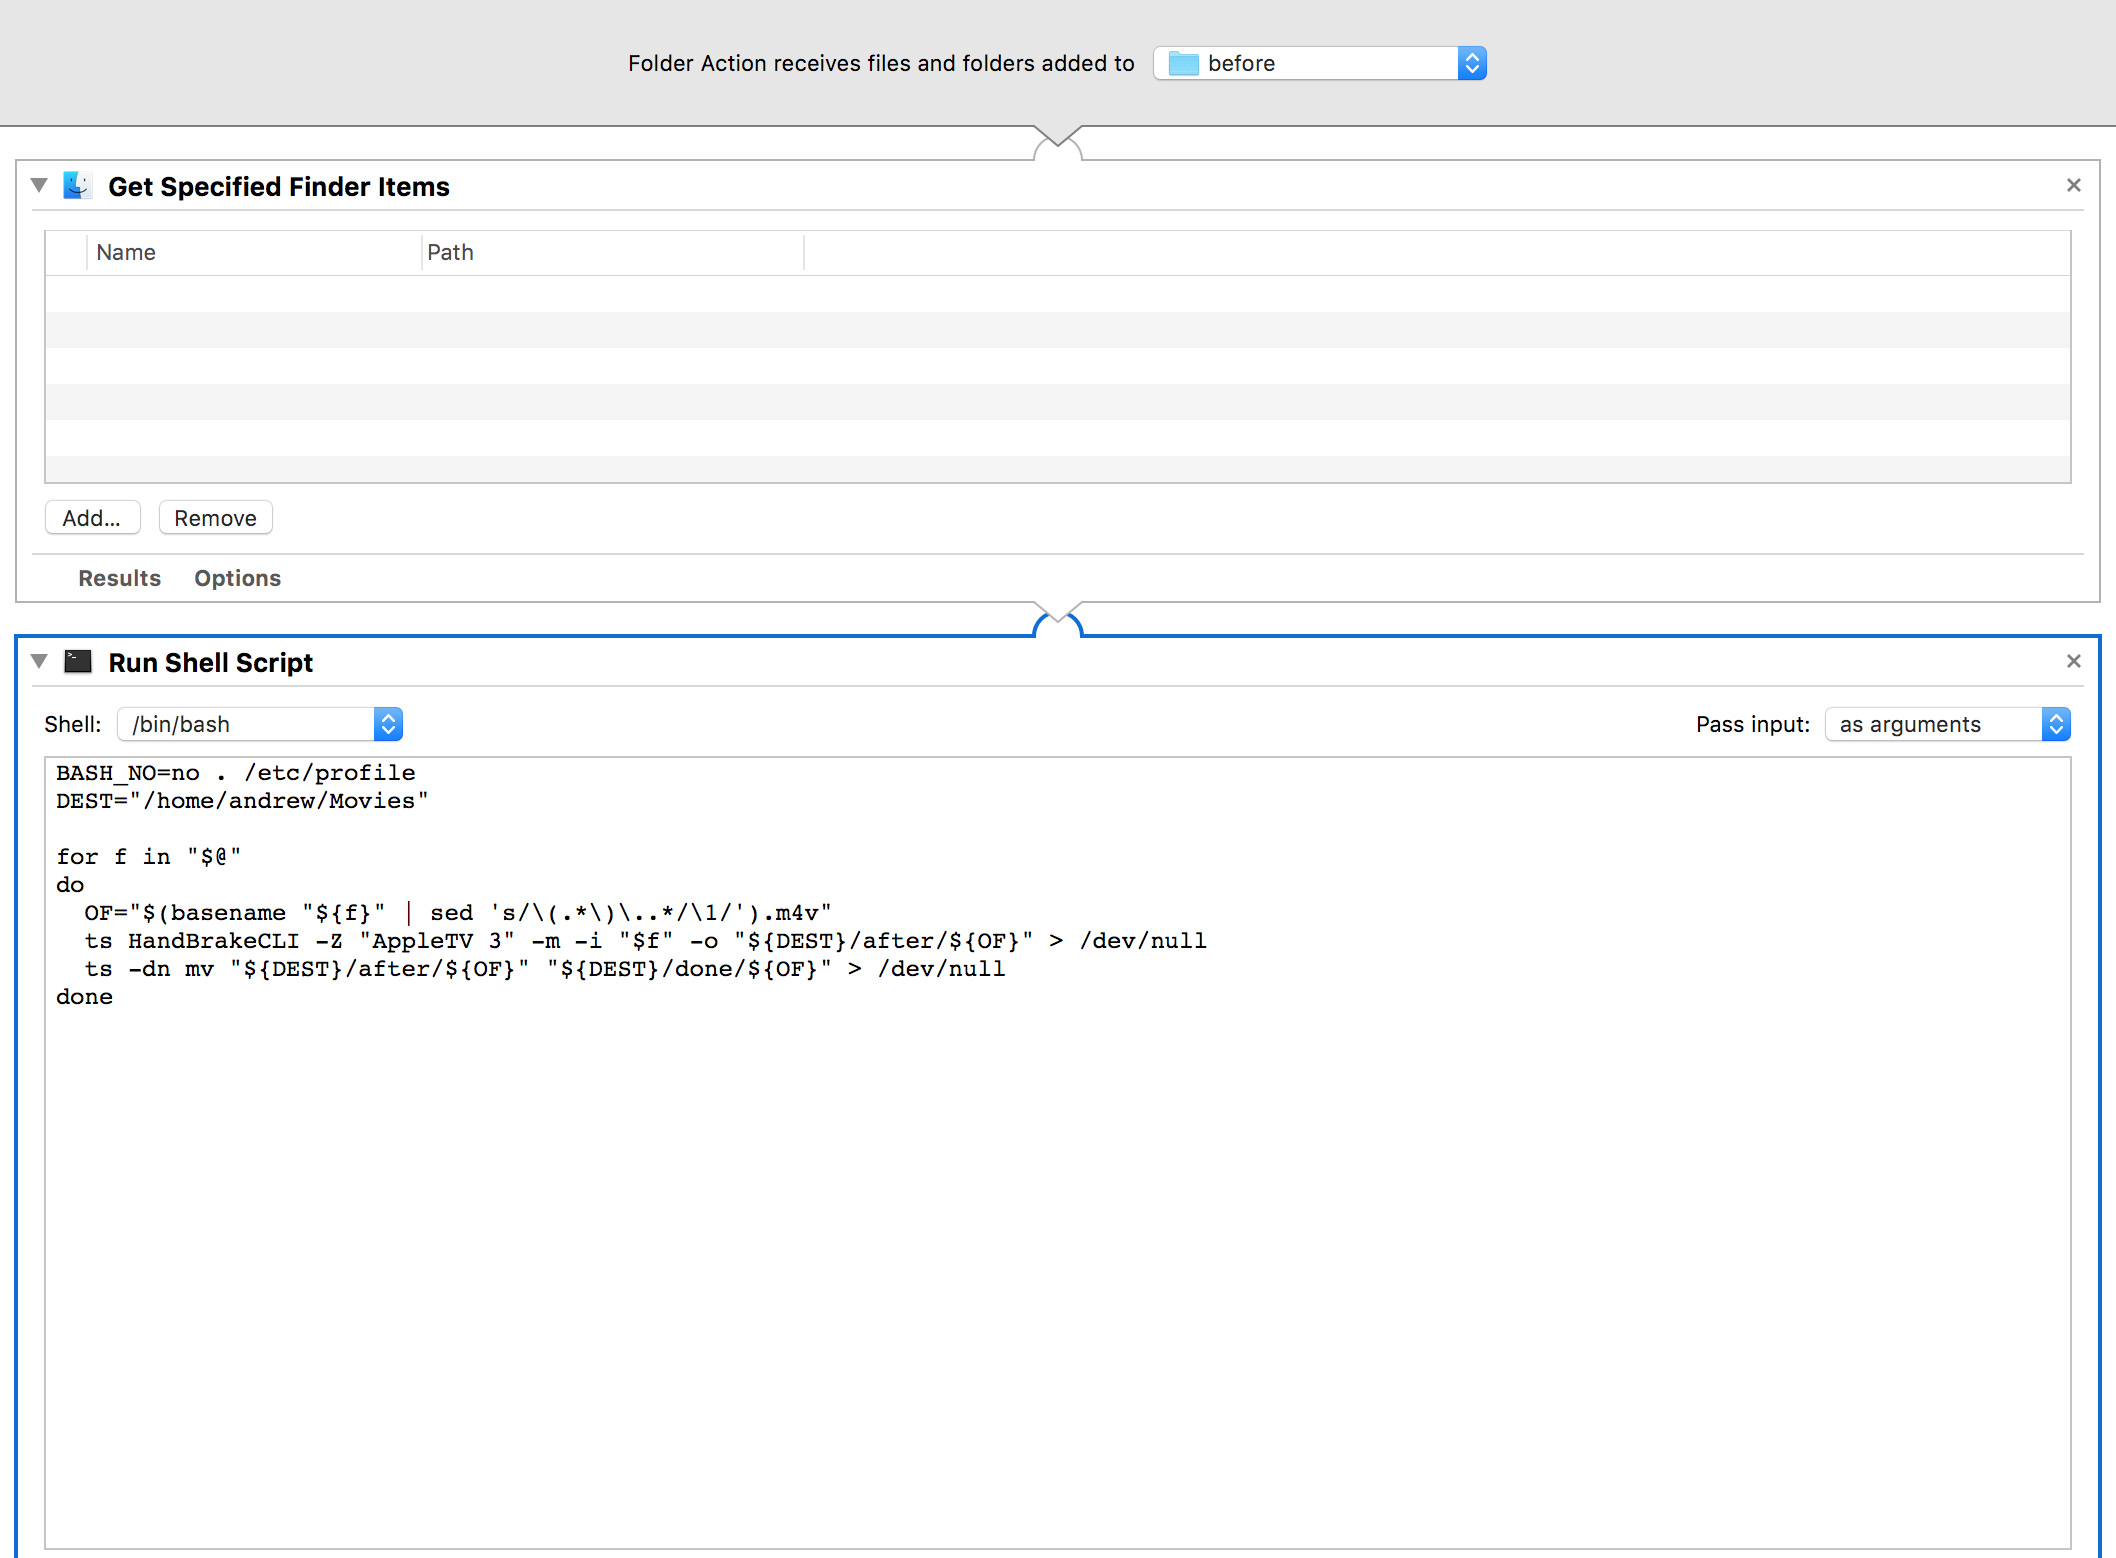 Folder Action receives files and folders added to before
Get Specified Finder Items
Name Path
Add... Remove
Results Options
Run Shell Script
Shell: /bin/bash Pass input: as arguments
BASH_NO=no . /etc/profile
DEST="/home/andrew/Movies"
for f in "$@"
do
  OF="$(basename "${f}" | sed 's/\(.*\)\..*/\1/').m4v"
  ts HandBrakeCLI -Z "AppleTV 3" -m -i "$f" -o "${DEST}/after/${OF}" > /dev/null
  ts -dn mv "${DEST}/after/${OF}" "${DEST}/done/${OF}" > /dev/null
done